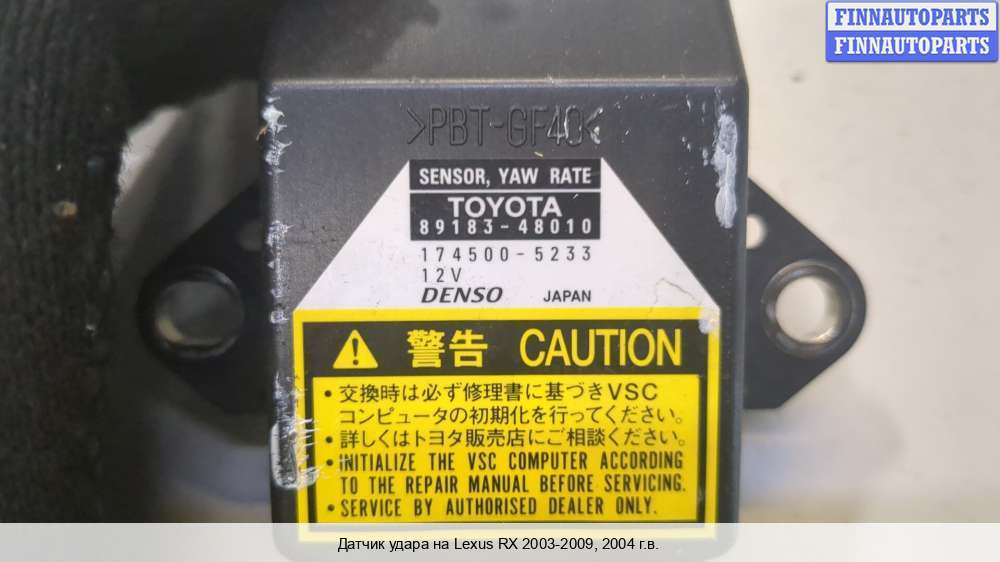 FINNAUTOPARTS
FINNAUTOPARTS
>PBT-GF40<
SENSOR, YAW RATE
TOYOTA
89183-48010
174500-5233
12V
DENSO JAPAN
警告 CAUTION
• 交換時は必ず修理書に基づきVSC
コンピュータの初期化を行ってください。
• 詳しくはトヨタ販売店にご相談ください。
• INITIALIZE THE VSC COMPUTER ACCORDING
TO THE REPAIR MANUAL BEFORE SERVICING.
• SERVICE BY AUTHORISED DEALER ONLY.
Датчик удара на Lexus RX 2003-2009, 2004 г.в.